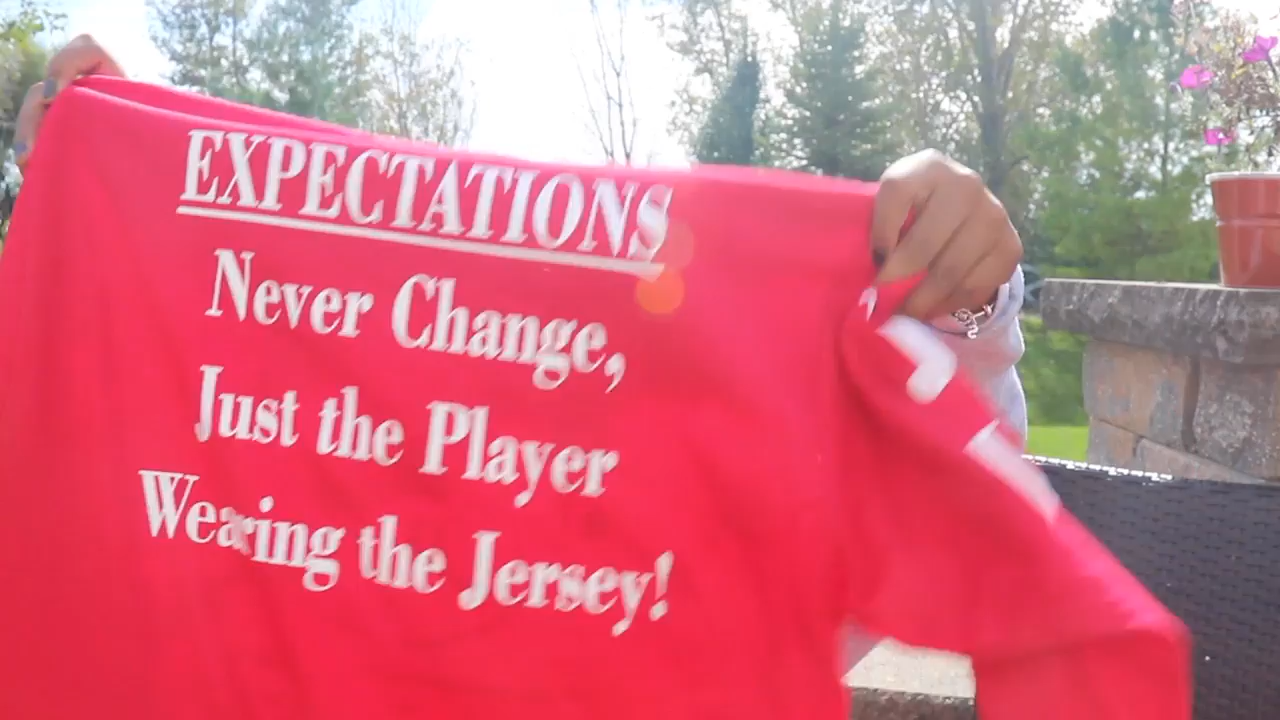 EXPECTATIONS
Never Change,
Just the Player
Wearing the Jersey!